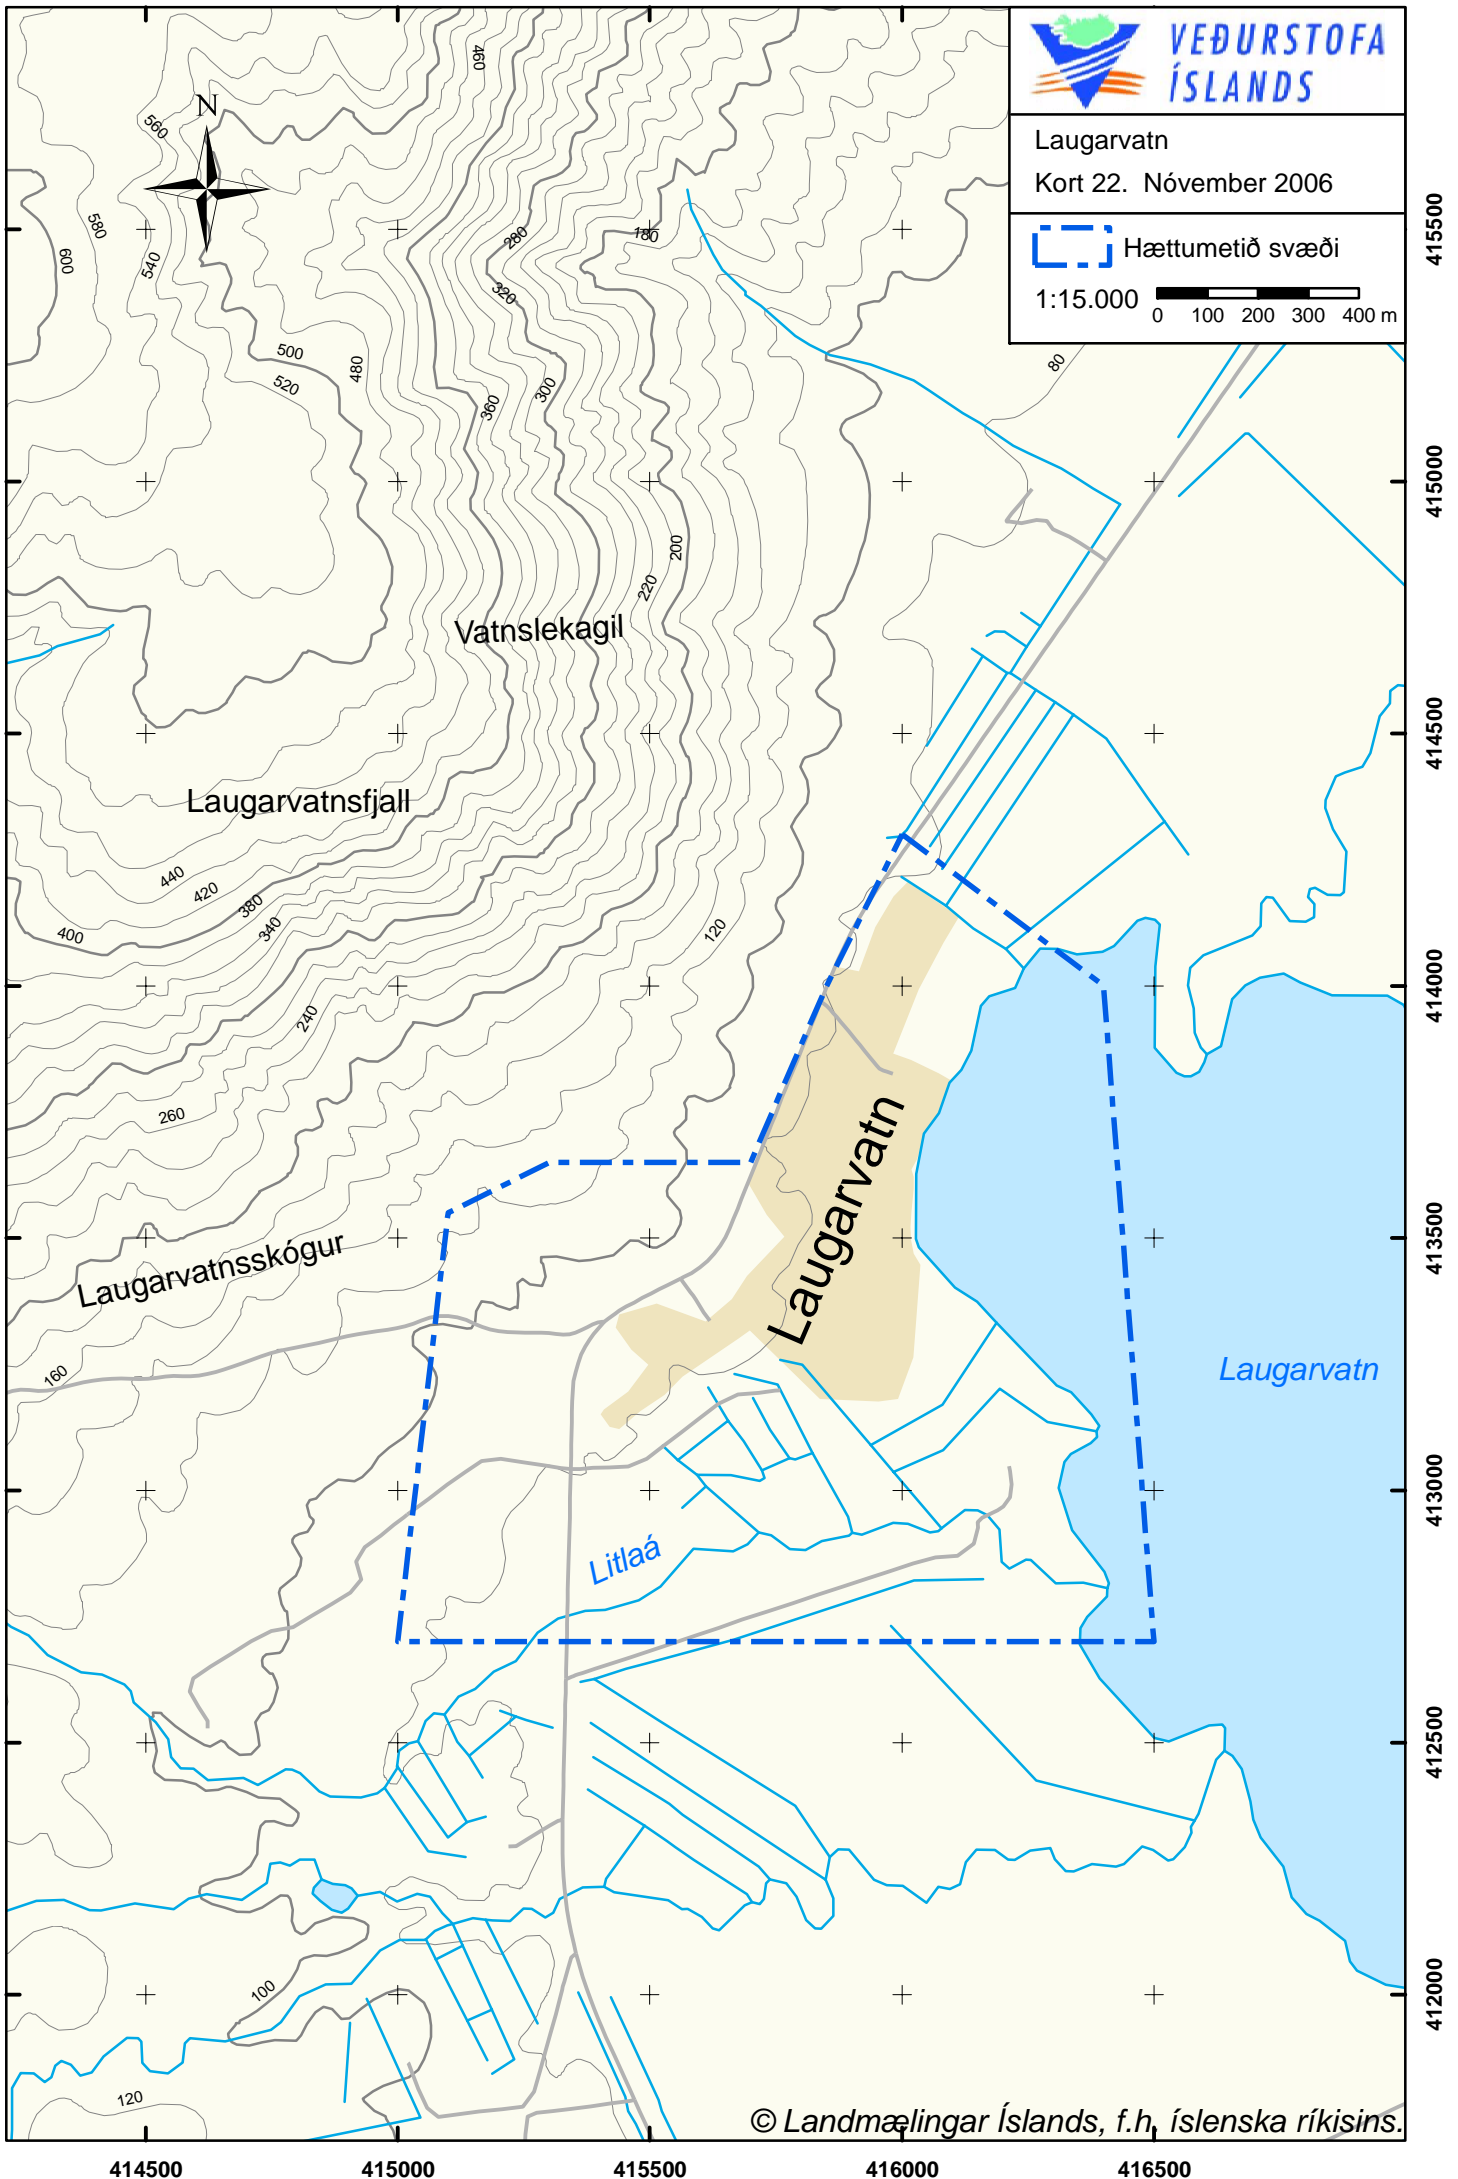 VEÐURSTOFA
ÍSLANDS
Laugarvatn
Kort 22.  Nóvember 2006
Hættumetið svæði
1:15.000
0 100 200 300 400 m
N
460
560
580
600
540
280
180
320
500
520
480
360
300
80
200
220
Vatnslekagil
Laugarvatnsfjall
440
420
380
340
400
120
240
260
Laugarvatn
Laugarvatnsskógur
160
Laugarvatn
Litlaá
100
120
© Landmælingar Íslands, f.h. íslenska ríkisins.
415500
415000
414500
414000
413500
413000
412500
412000
414500 415000 415500 416000 416500